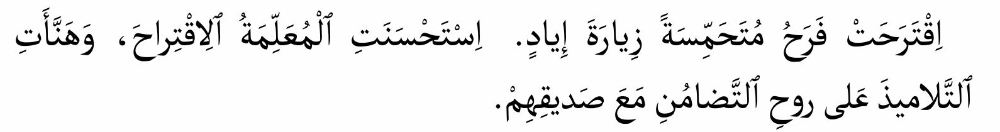 اِقْتَرَحَتْ فَرَحُ مُتَحَمِّسَةً زِيارَةَ إِيادٍ. اِسْتَحْسَنَتِ ٱلْمُعَلِّمَةُ ٱلِاقْتِراحَ، وَهَنَّأَتِ
ٱلتَّلاميذَ عَلى روحِ ٱلتَّضامُنِ مَعَ صَديقِهِمْ.